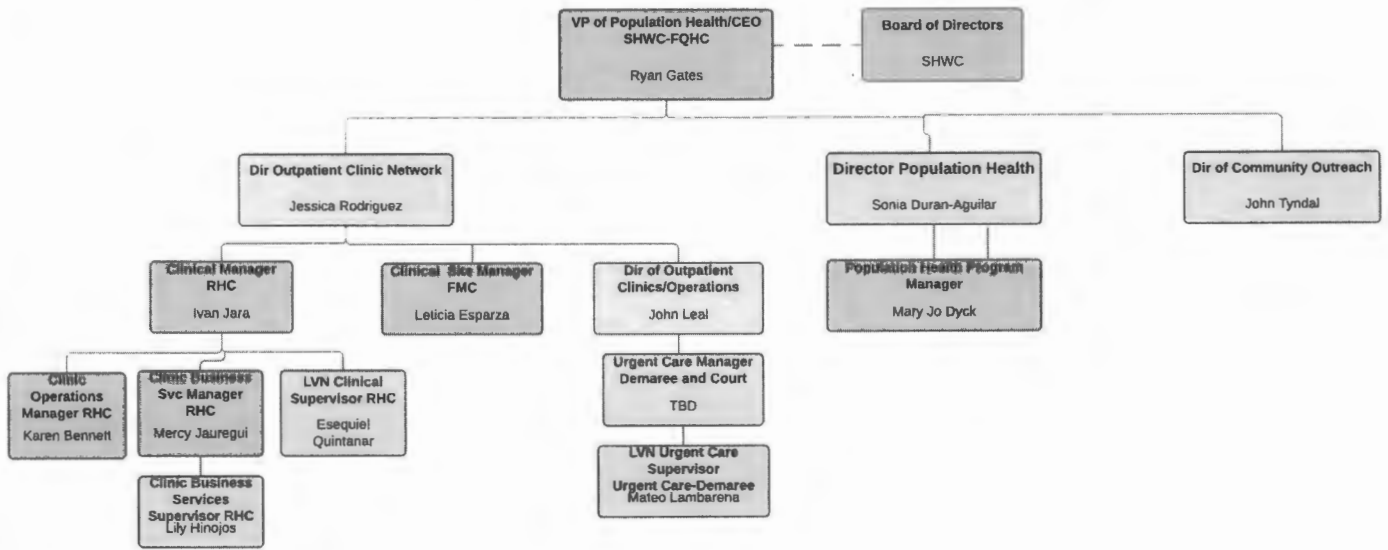 VP of Population Health/CEO
SHWC-FQHC
Ryan Gates
Board of Directors
SHWC
Dir Outpatient Clinic Network
Jessica Rodriguez
Director Population Health
Sonia Duran-Aguilar
Dir of Community Outreach
John Tyndal
Clinical Manager
RHC
Ivan Jara
Clinical Site Manager
FMC
Leticia Esparza
Dir of Outpatient
Clinics/Operations
John Leal
Population Health Program
Manager
Mary Jo Dyck
Clinic
Operations
Manager RHC
Karen Bennett
Clinic Business
Svc Manager
RHC
Mercy Jauregui
LVN Clinical
Supervisor RHC
Esequiel
Quintanar
Urgent Care Manager
Demaree and Court
TBD
Clinic Business
Services
Supervisor RHC
Lily Hinojos
LVN Urgent Care
Supervisor
Urgent Care-Demaree
Mateo Lambarena